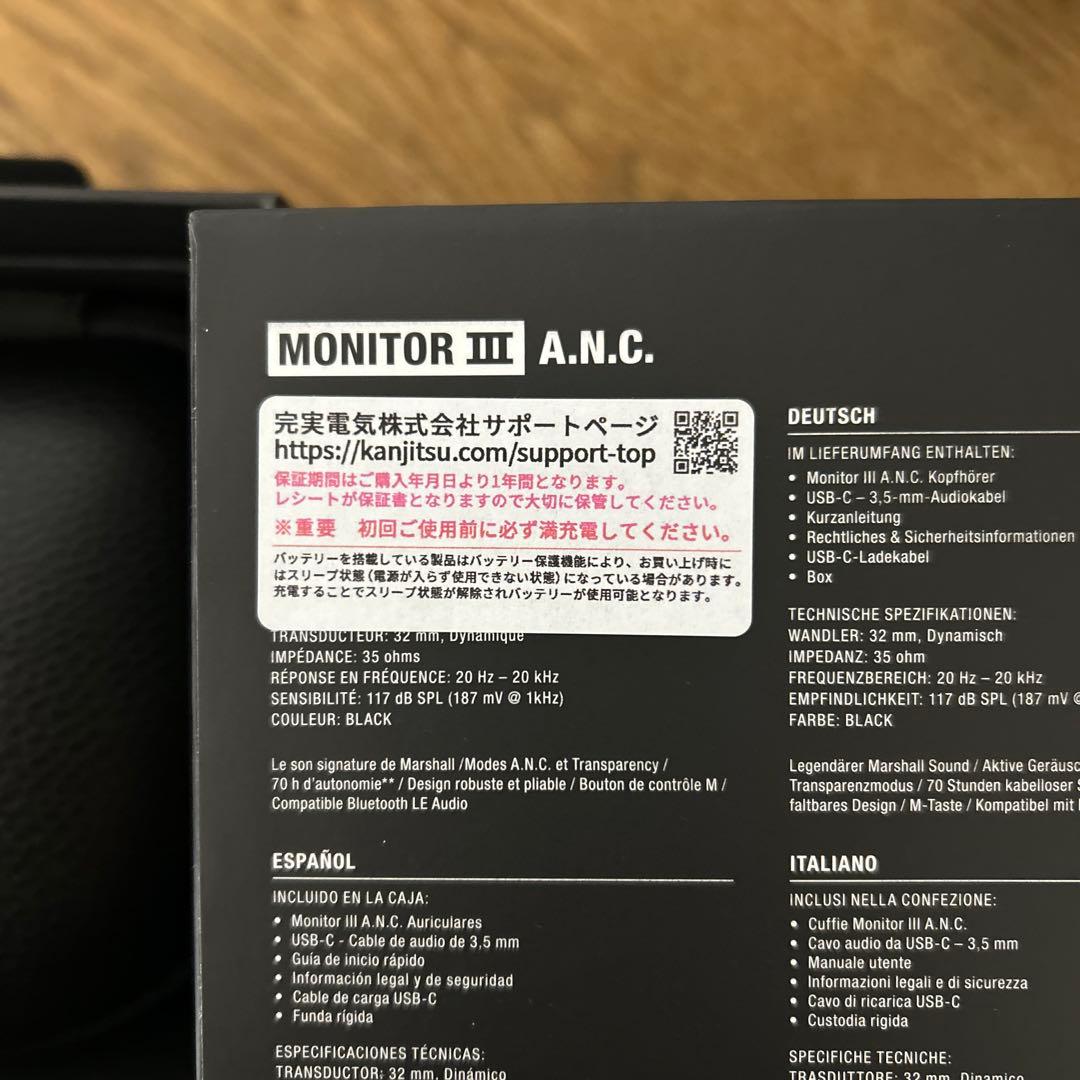 MONITOR III A.N.C.
完実電気株式会社サポートページ
https://kanjitsu.com/support-top
保証期間はご購入年月日より1年間となります。
レシートが保証書となりますので大切に保管してください。
※重要 初回ご使用前に必ず満充電してください。
バッテリーを搭載している製品はバッテリー保護機能により、お買い上げ時に
はスリープ状態(電源が入らず使用できない状態)になっている場合があります。
充電することでスリープ状態が解除されバッテリーが使用可能となります。
TRANSDUCTEUR: 32 mm, Dynamique
IMPÉDANCE: 35 ohms
RÉPONSE EN FRÉQUENCE: 20 Hz – 20 kHz
SENSIBILITÉ: 117 dB SPL (187 mV @ 1kHz)
COULEUR: BLACK
Le son signature de Marshall /Modes A.N.C. et Transparency /
70 h d'autonomie** / Design robuste et pliable / Bouton de contrôle M /
Compatible Bluetooth LE Audio
DEUTSCH
IM LIEFERUMFANG ENTHALTEN:
• Monitor III A.N.C. Kopfhörer
• USB-C – 3,5-mm-Audiokabel
• Kurzanleitung
• Rechtliches & Sicherheitsinformationen
• USB-C-Ladekabel
• Box
TECHNISCHE SPEZIFIKATIONEN:
WANDLER: 32 mm, Dynamisch
IMPEDANZ: 35 ohm
FREQUENZBEREICH: 20 Hz – 20 kHz
EMPFINDLICHKEIT: 117 dB SPL (187 mV @
FARBE: BLACK
Legendärer Marshall Sound / Aktive Geräusc
Transparenzmodus / 70 Stunden kabelloser
faltbares Design / M-Taste / Kompatibel mit
ESPAÑOL
INCLUIDO EN LA CAJA:
• Monitor III A.N.C. Auriculares
• USB-C - Cable de audio de 3,5 mm
• Guía de inicio rápido
• Información legal y de seguridad
• Cable de carga USB-C
• Funda rígida
ESPECIFICACIONES TÉCNICAS:
TRANSDUCTOR: 32 mm, Dinámico
ITALIANO
INCLUSI NELLA CONFEZIONE:
• Cuffie Monitor III A.N.C.
• Cavo audio da USB-C – 3,5 mm
• Manuale utente
• Informazioni legali e di sicurezza
• Cavo di ricarica USB-C
• Custodia rigida
SPECIFICHE TECNICHE:
TRASDUTTORE: 32 mm, Dinamico